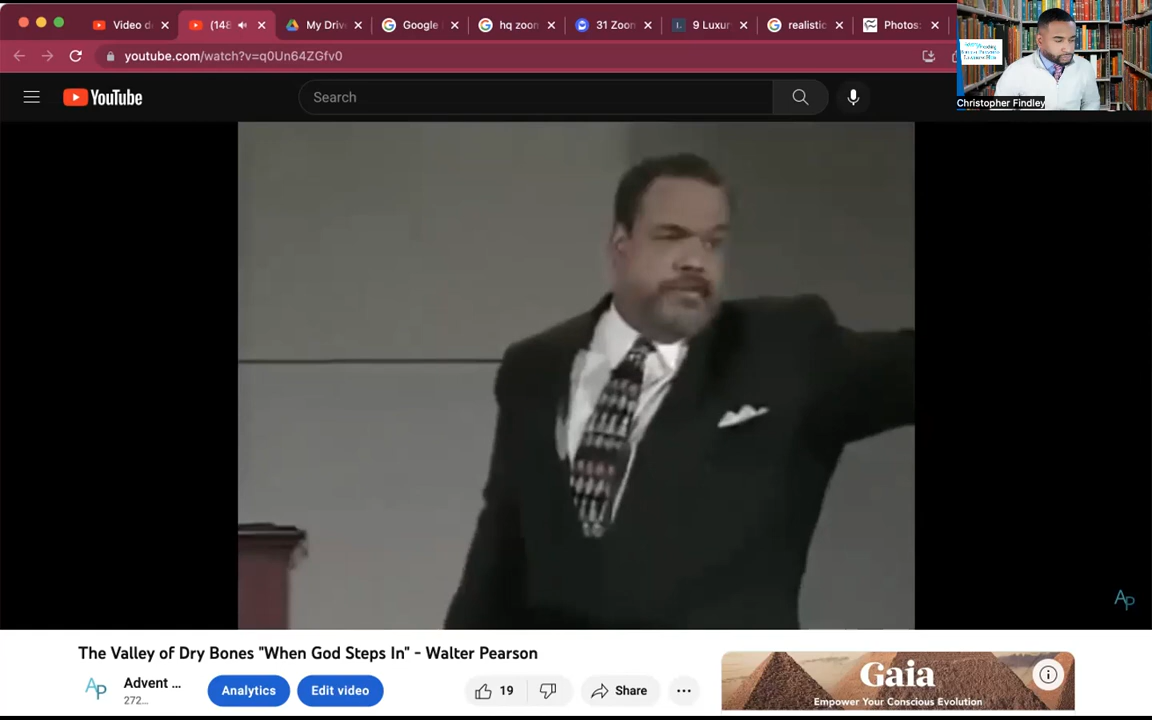 Video d
(148
My Driv
Google
hq zoon
31 Zoon
9 Luxur
realistic
Photos:
youtube.com/watch?v=q0Un64ZGfv0
YouTube
Search
Christopher Findley
AP
The Valley of Dry Bones "When God Steps In" - Walter Pearson
AP
Advent ...
272...
Analytics
Edit video
19
Share
Gaia
Empower Your Conscious Evolution